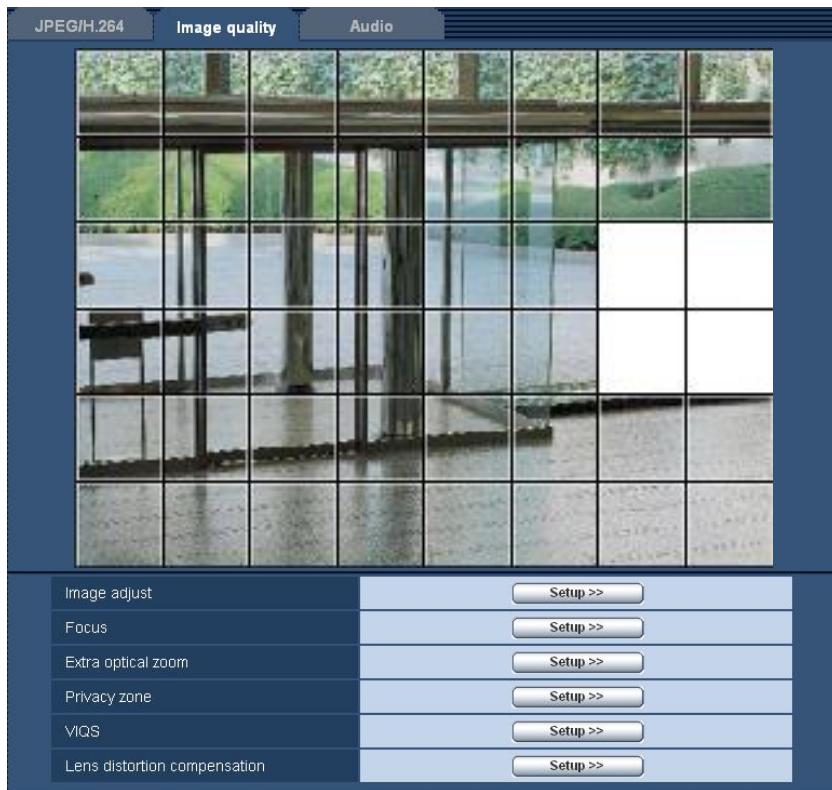 JPEG/H.264 Image quality Audio
Image adjust Setup >>
Focus Setup >>
Extra optical zoom Setup >>
Privacy zone Setup >>
VIQS Setup >>
Lens distortion compensation Setup >>